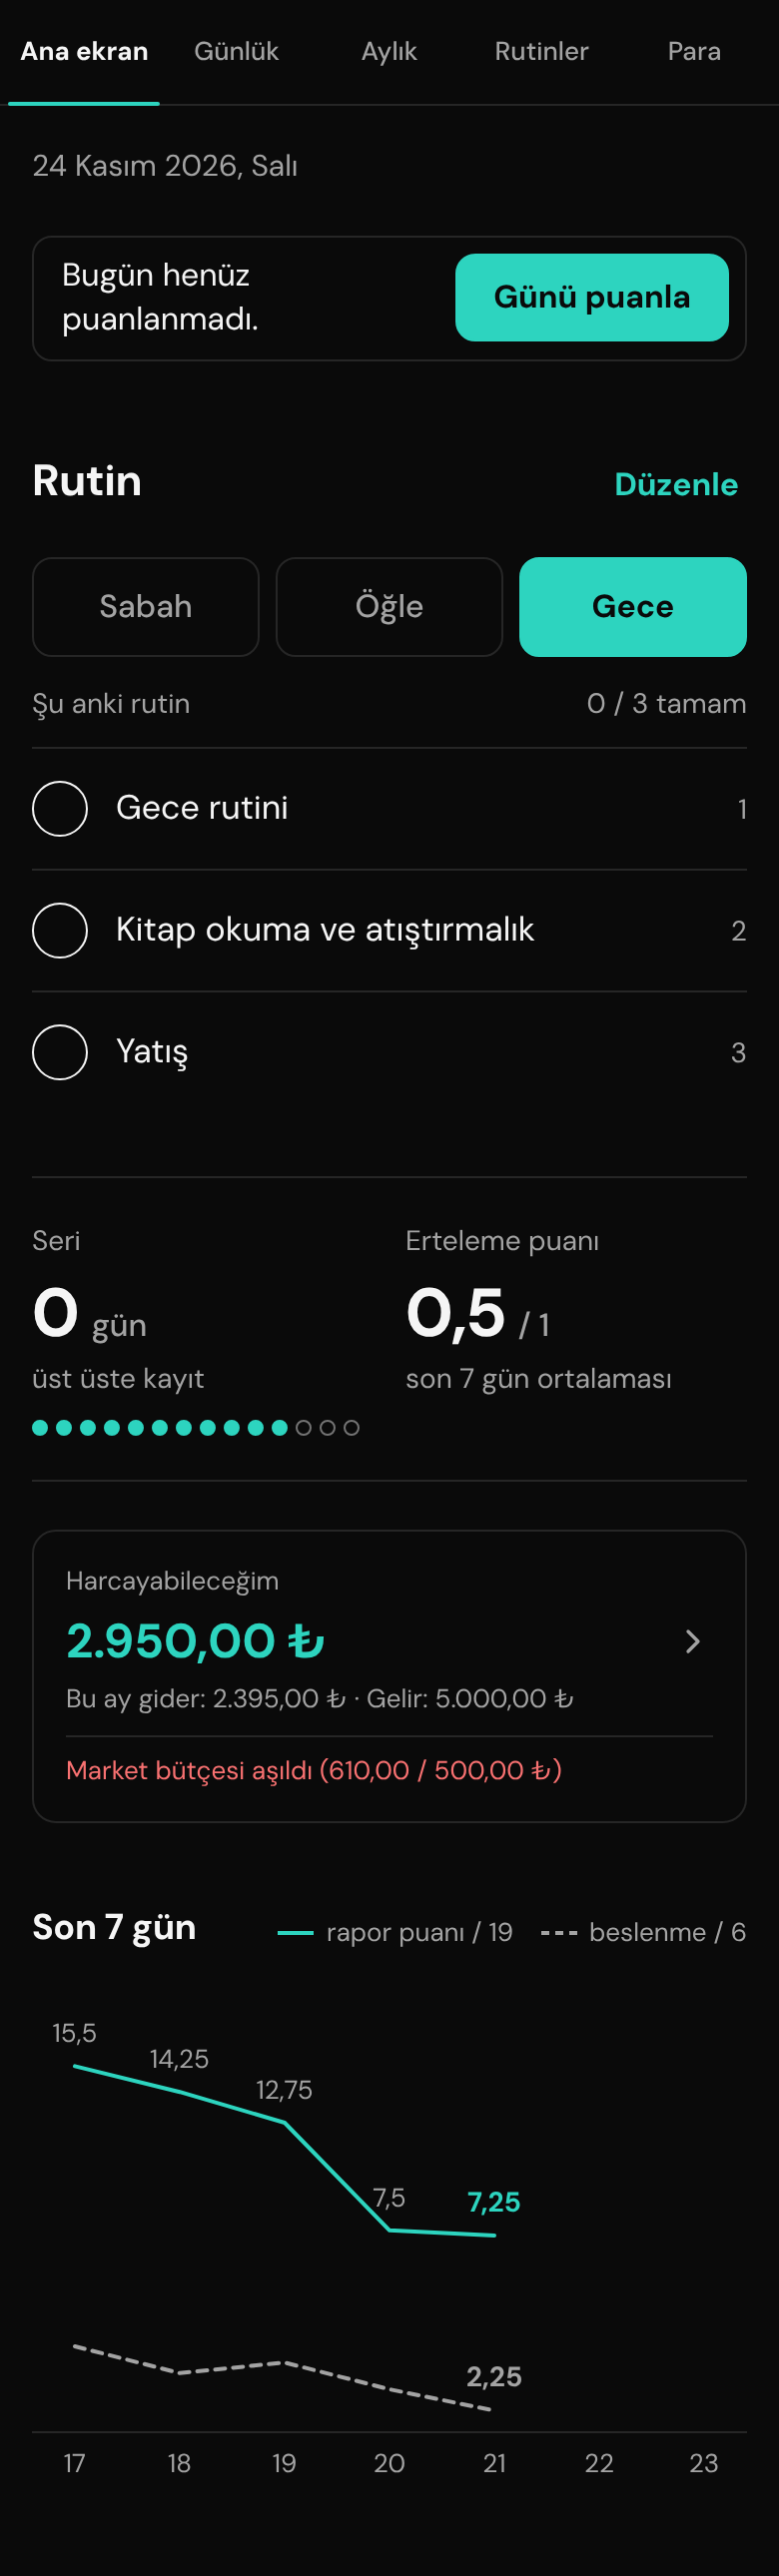 Ana ekran Günlük Aylık Rutinler Para
24 Kasım 2026, Salı
Bugün henüz
puanlanmadı.
Günü puanla
Rutin Düzenle
Sabah Öğle Gece
Şu anki rutin 0 / 3 tamam
Gece rutini 1
Kitap okuma ve atıştırmalık 2
Yatış 3
Seri Erteleme puanı
0 gün 0,5 / 1
üst üste kayıt son 7 gün ortalaması
Harcayabileceğim
2.950,00 ₺
Bu ay gider: 2.395,00 ₺ · Gelir: 5.000,00 ₺
Market bütçesi aşıldı (610,00 / 500,00 ₺)
Son 7 gün rapor puanı / 19 beslenme / 6
15,5
14,25
12,75
7,5 7,25
2,25
17 18 19 20 21 22 23